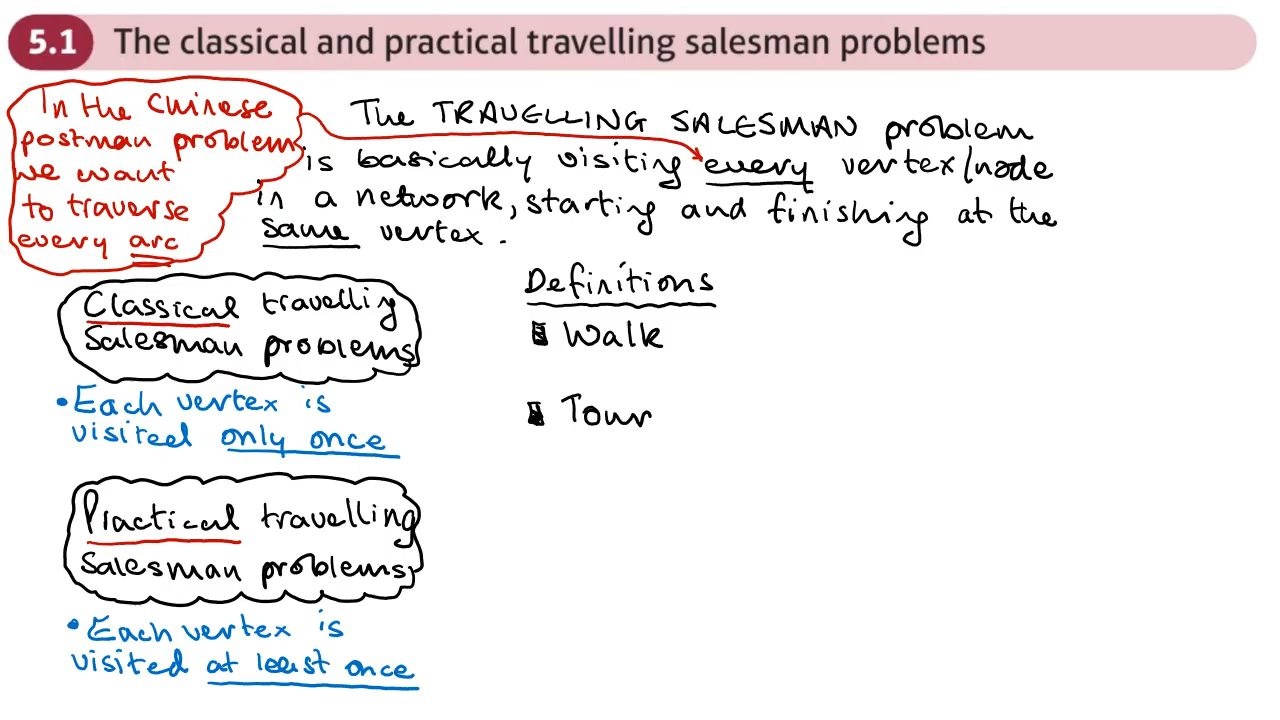 5.1 The classical and practical travelling salesman problems
In the Chinese
postman problem
we want
to traverse
every arc
The TRAVELLING SALESMAN problem
is basically visiting every vertex/node
in a network, starting and finishing at the
same vertex.
Classical travelling
Salesman problems
• Each vertex is
visited only once
Practical travelling
Salesman problems
• Each vertex is
visited at least once
Definitions
Walk
Tour